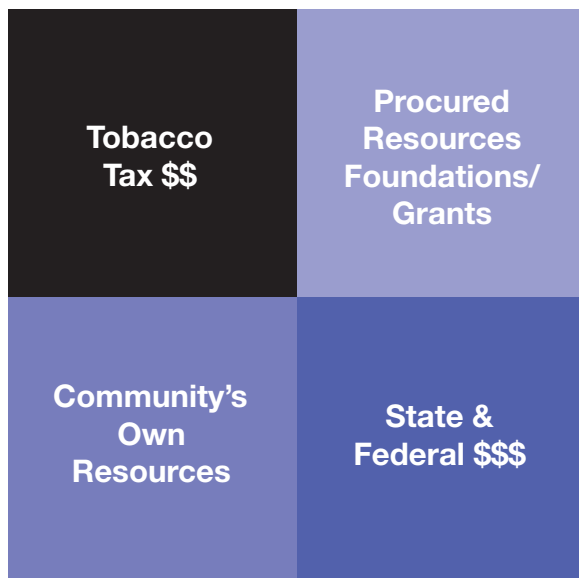 Tobacco
Tax $$
Procured
Resources
Foundations/
Grants
Community’s
Own
Resources
State &
Federal $$$